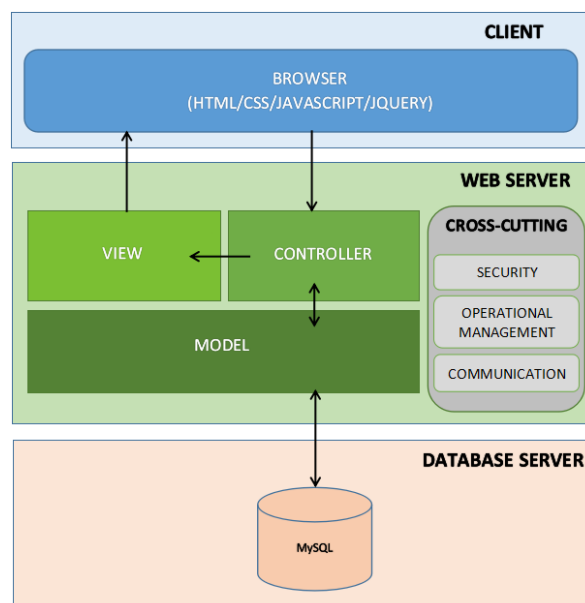 CLIENT
BROWSER
(HTML/CSS/JAVASCRIPT/JQUERY)
WEB SERVER
VIEW
CONTROLLER
MODEL
CROSS-CUTTING
SECURITY
OPERATIONAL
MANAGEMENT
COMMUNICATION
DATABASE SERVER
MySQL